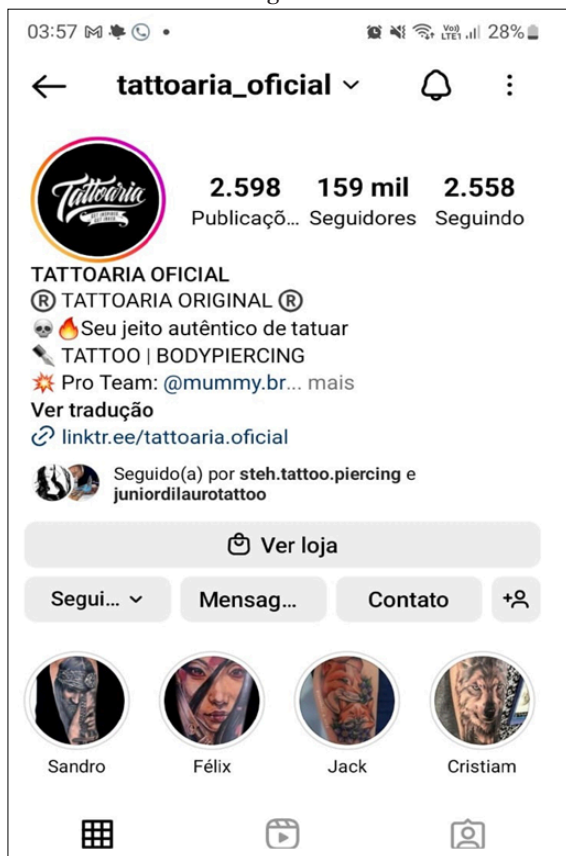 03:57 28%
tattoaria_oficial
Tattoaria
2.598 159 mil 2.558
Publicaçõ... Seguidores Seguindo
TATTOARIA OFICIAL
® TATTOARIA ORIGINAL ®
Seu jeito autêntico de tatuar
TATTOO | BODYPIERCING
Pro Team: @mummy.br... mais
Ver tradução
linktr.ee/tattoaria.oficial
Seguido(a) por steh.tattoo.piercing e
juniordilaurotattoo
Ver loja
Segui... Mensag... Contato
Sandro Félix Jack Cristiam